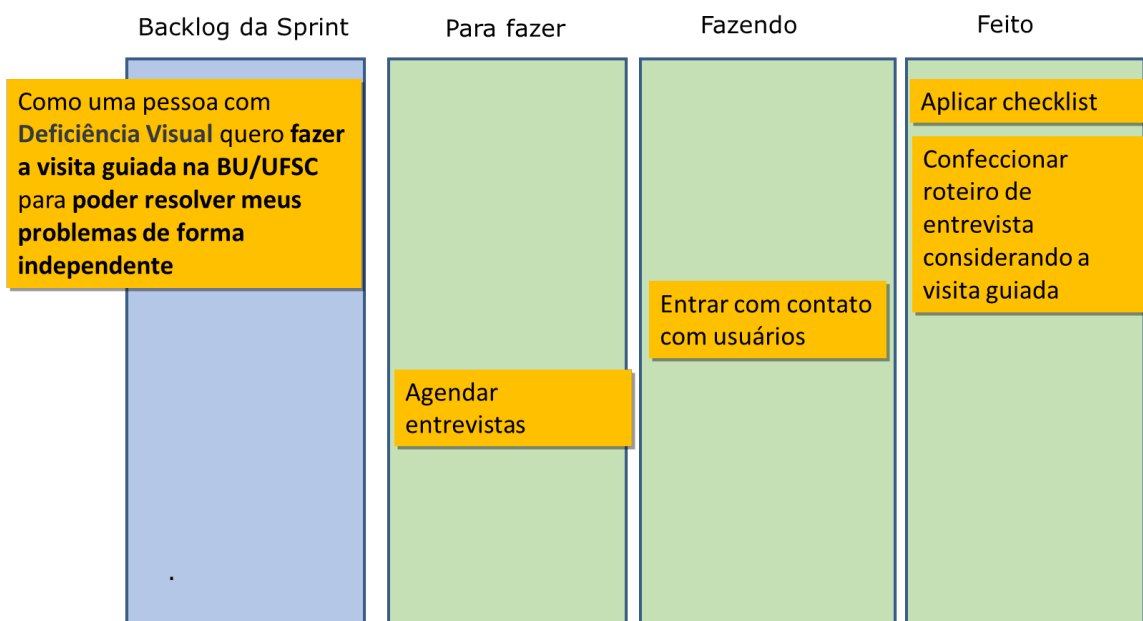 Backlog da Sprint
Para fazer
Fazendo
Feito
Como uma pessoa com
Deficiência Visual quero fazer
a visita guiada na BU/UFSC
para poder resolver meus
problemas de forma
independente
.
Agendar
entrevistas
Entrar com contato
com usuários
Aplicar checklist
Confeccionar
roteiro de
entrevista
considerando a
visita guiada